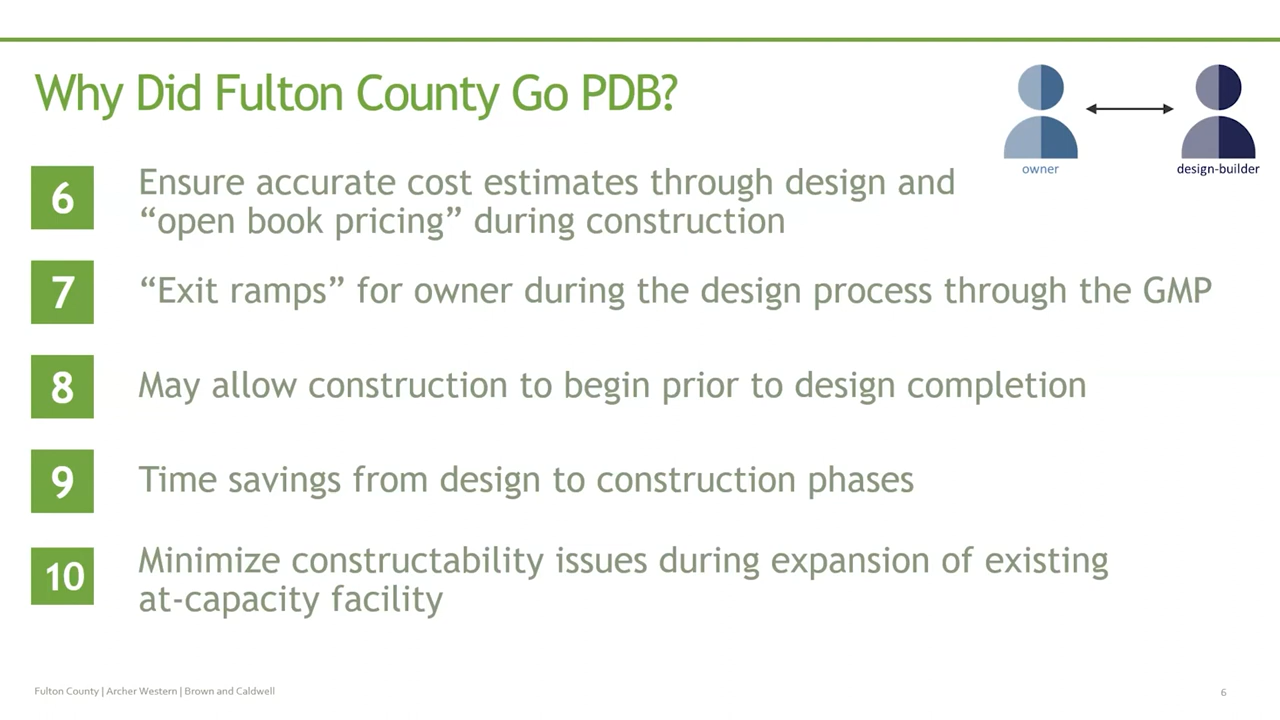 Why Did Fulton County Go PDB?
owner
design-builder
6
Ensure accurate cost estimates through design and
“open book pricing” during construction
7
“Exit ramps” for owner during the design process through the GMP
8
May allow construction to begin prior to design completion
9
Time savings from design to construction phases
10
Minimize constructability issues during expansion of existing
at-capacity facility
Fulton County | Archer Western | Brown and Caldwell
6